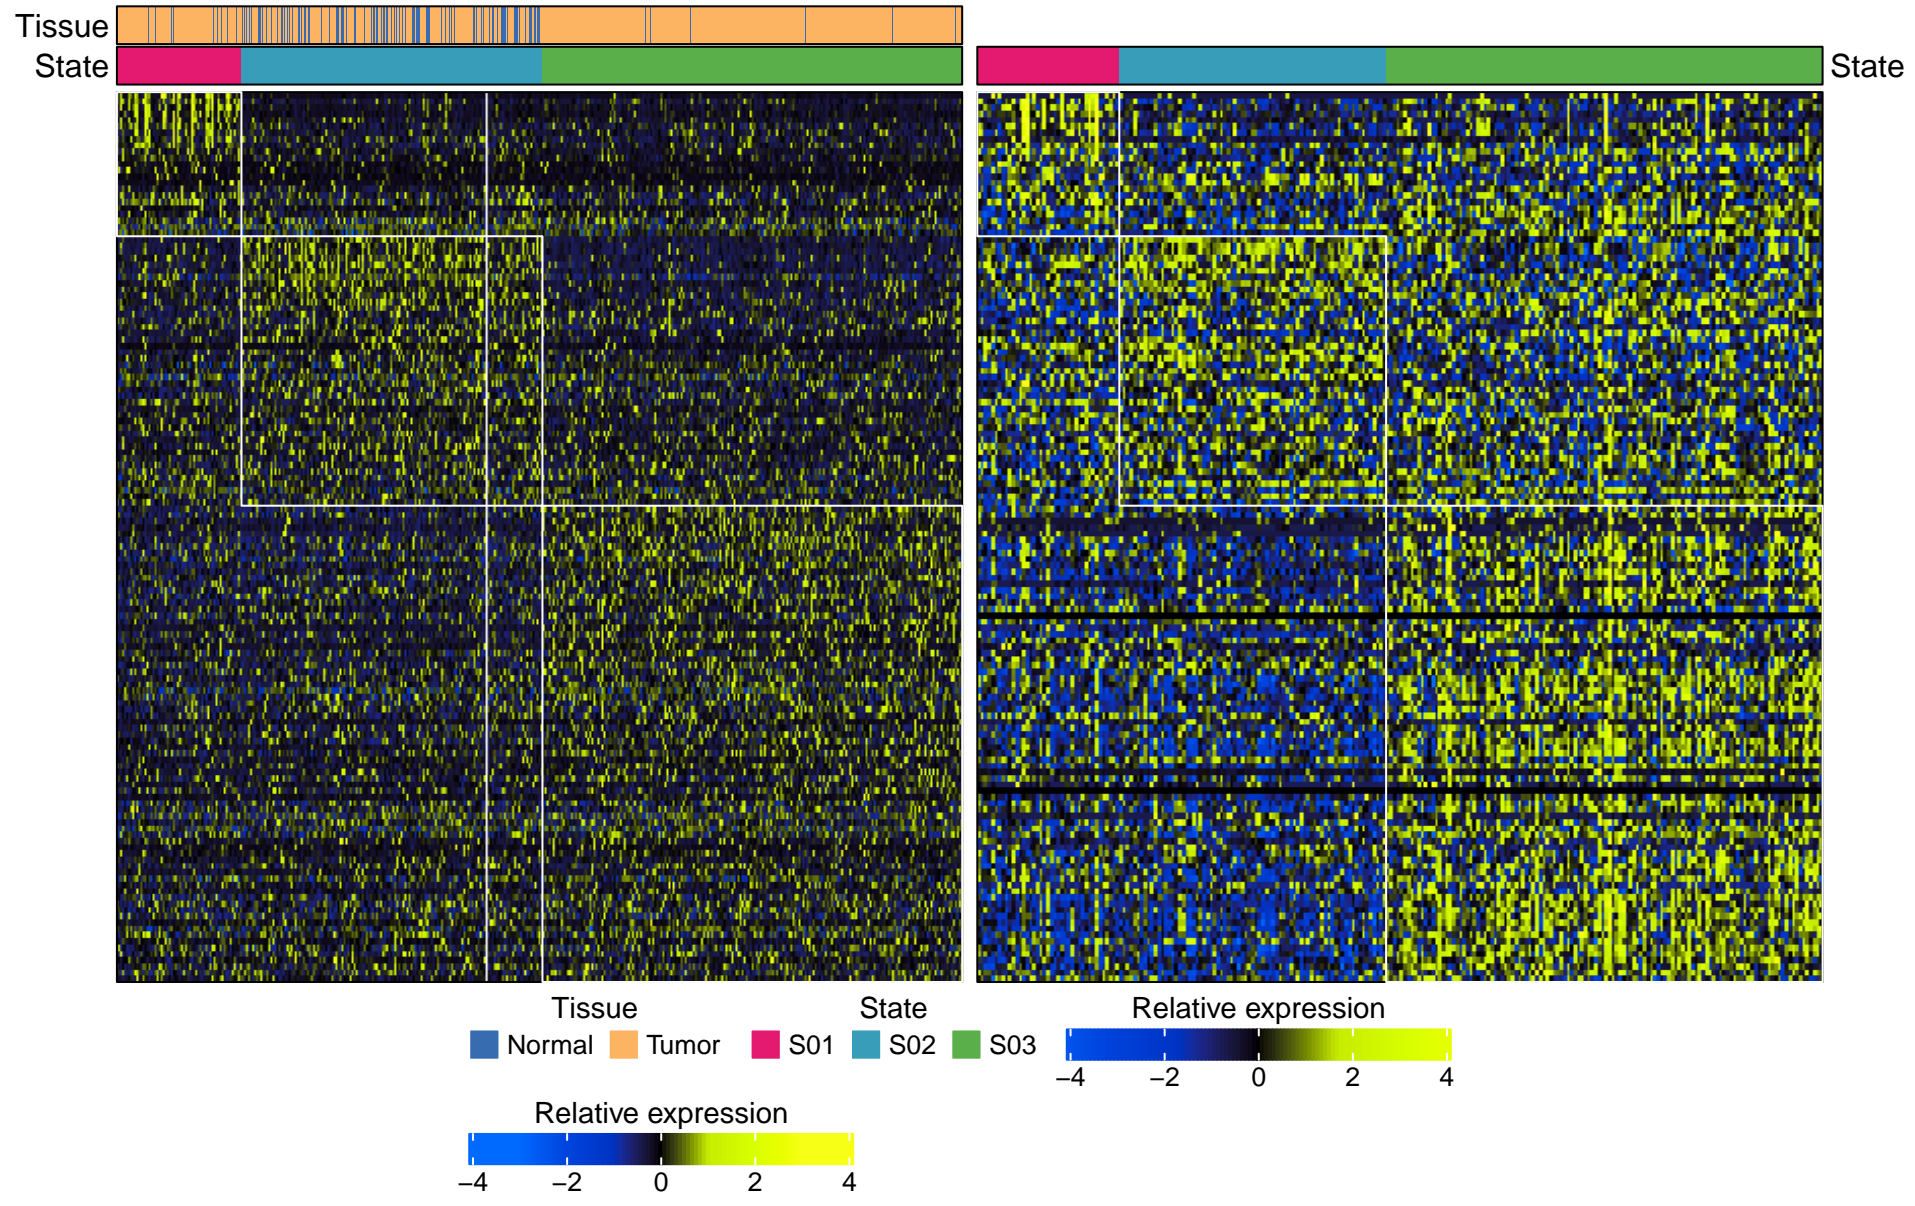 Tissue
State
State
Tissue
Normal Tumor
State
S01 S02 S03
Relative expression
−4 −2 0 2 4
Relative expression
−4 −2 0 2 4